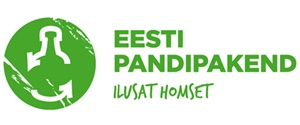 EESTI
PANDIPAKEND
ILUSAT HOMSET